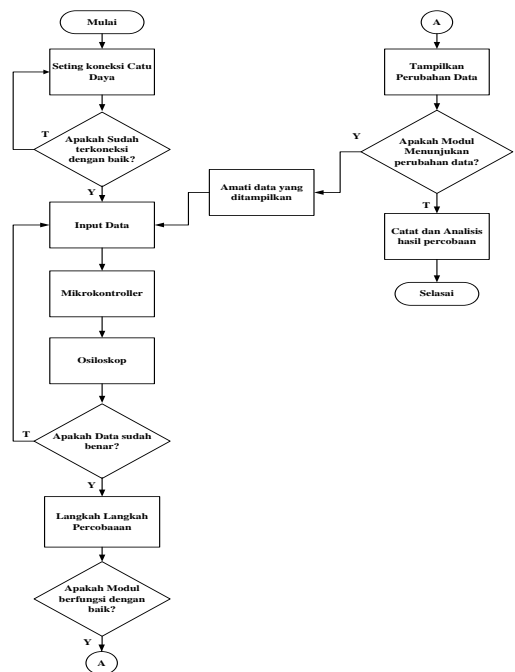 Mulai
Seting koneksi Catu
Daya
T
Apakah Sudah
terkoneksi
dengan baik?
Y
Input Data
Mikrokontroller
Osiloskop
T
Apakah Data sudah
benar?
Y
Langkah Langkah
Percobaaan
Apakah Modul
berfungsi dengan
baik?
Y
A
Amati data yang
ditampilkan
A
Tampilkan
Perubahan Data
Y
Apakah Modul
Menunjukan
perubahan data?
T
Catat dan Analisis
hasil percobaan
Selasai